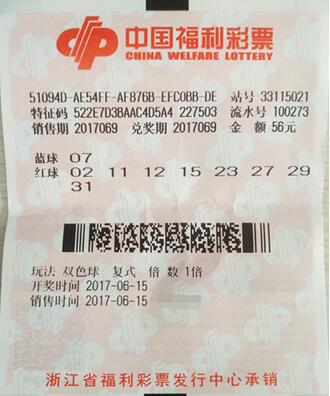 中国福利彩票
CHINA WELFARE LOTTERY
51094D-AE54FF-AF876B-EFC0BB-DE 站号 33115021
特征码 522E7D3BAAC4D5A4 227503 流水号 100273
销售期 2017069 兑奖期 2017069 金 额 56元
蓝球 07
红球 02 11 12 15 23 27 29
31
玩法 双色球 复式 倍 数 1倍
开奖时间 2017-06-15
销售时间 2017-06-15
浙江省福利彩票发行中心承销